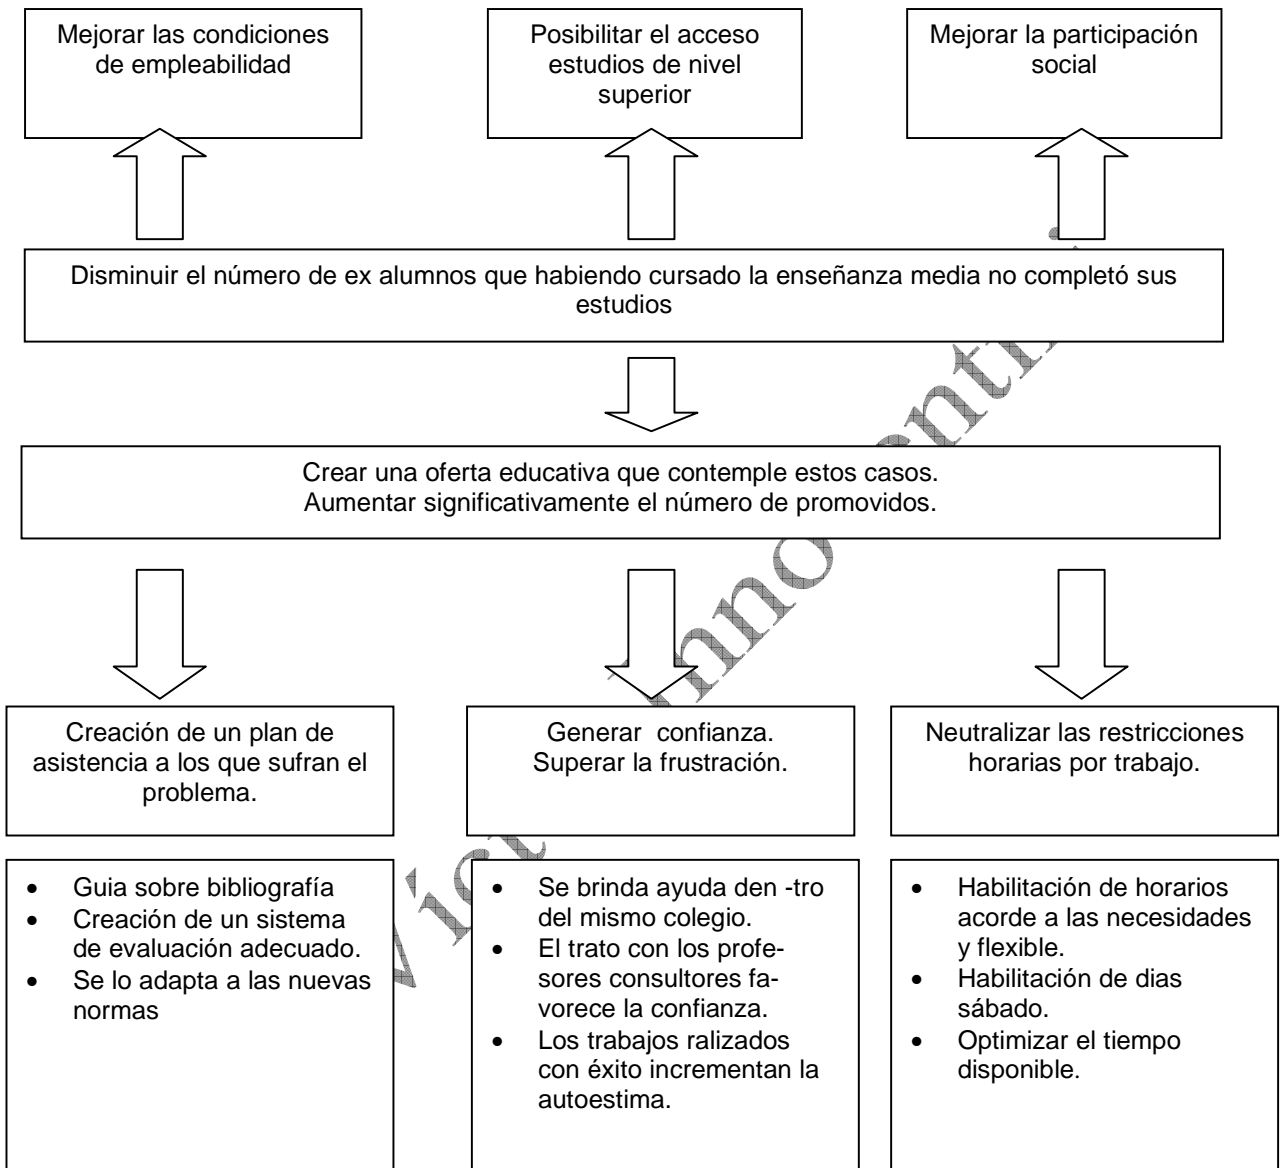 Mejorar las condiciones
de empleabilidad
Posibilitar el acceso
estudios de nivel
superior
Mejorar la participación
social
Disminuir el número de ex alumnos que habiendo cursado la enseñanza media no completó sus
estudios
Crear una oferta educativa que contemple estos casos.
Aumentar significativamente el número de promovidos.
Creación de un plan de
asistencia a los que sufran el
problema.
Generar confianza.
Superar la frustración.
Neutralizar las restricciones
horarias por trabajo.
• Guia sobre bibliografía
• Creación de un sistema
de evaluación adecuado.
• Se lo adapta a las nuevas
normas
• Se brinda ayuda den -tro
del mismo colegio.
• El trato con los profe-
sores consultores fa-
vorece la confianza.
• Los trabajos ralizados
con éxito incrementan la
autoestima.
• Habilitación de horarios
acorde a las necesidades
y flexible.
• Habilitación de dias
sábado.
• Optimizar el tiempo
disponible.